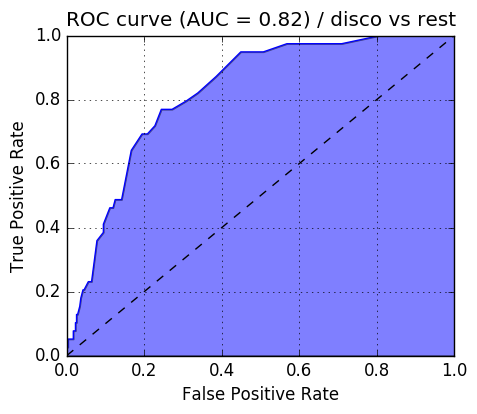 ROC curve (AUC = 0.82) / disco vs rest
1.0
0.8
0.6
0.4
0.2
0.0
True Positive Rate
0.0 0.2 0.4 0.6 0.8 1.0
False Positive Rate